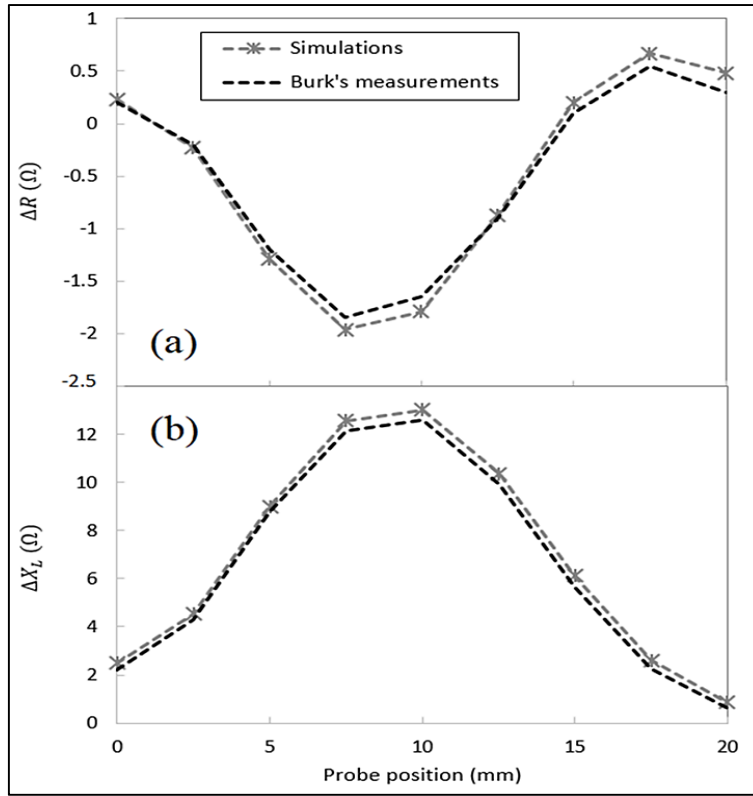 1
0.5
0
-0.5
-1
-1.5
-2
-2.5
ΔR (Ω)
Simulations
Burk's measurements
(a)
(b)
12
10
8
6
4
2
0
ΔX_L (Ω)
0 5 10 15 20
Probe position (mm)